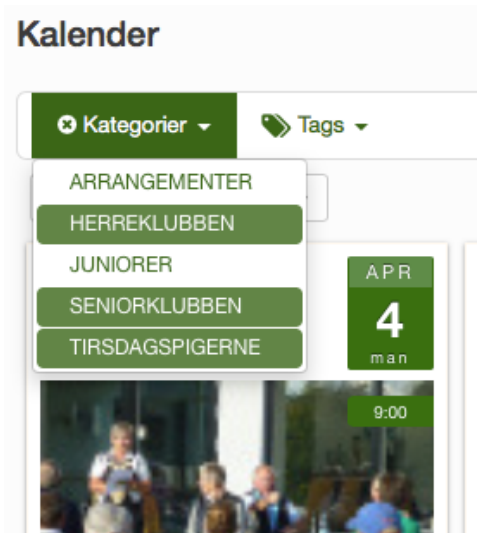 Kalender
Kategorier
Tags
ARRANGEMENTER
HERREKLUBBEN
JUNIORER
SENIORKLUBBEN
TIRSDAGSPIGERNE
APR
4
man
9:00